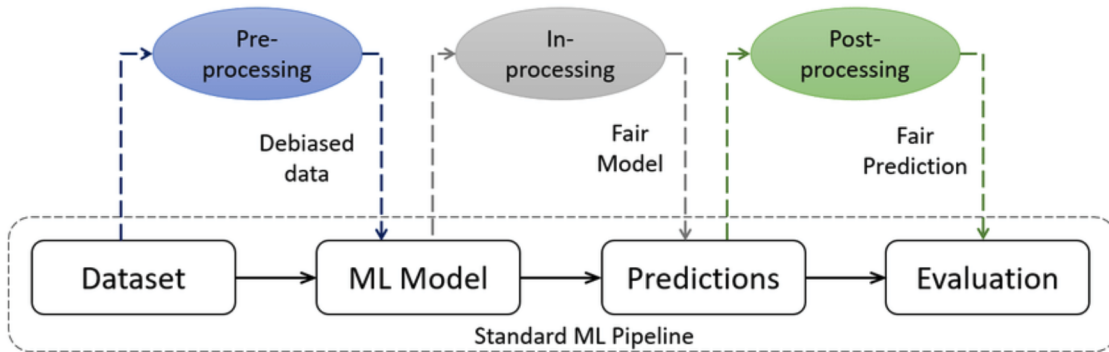 Pre-
processing
In-
processing
Post-
processing
Debiased
data
Fair
Model
Fair
Prediction
Dataset
ML Model
Predictions
Evaluation
Standard ML Pipeline